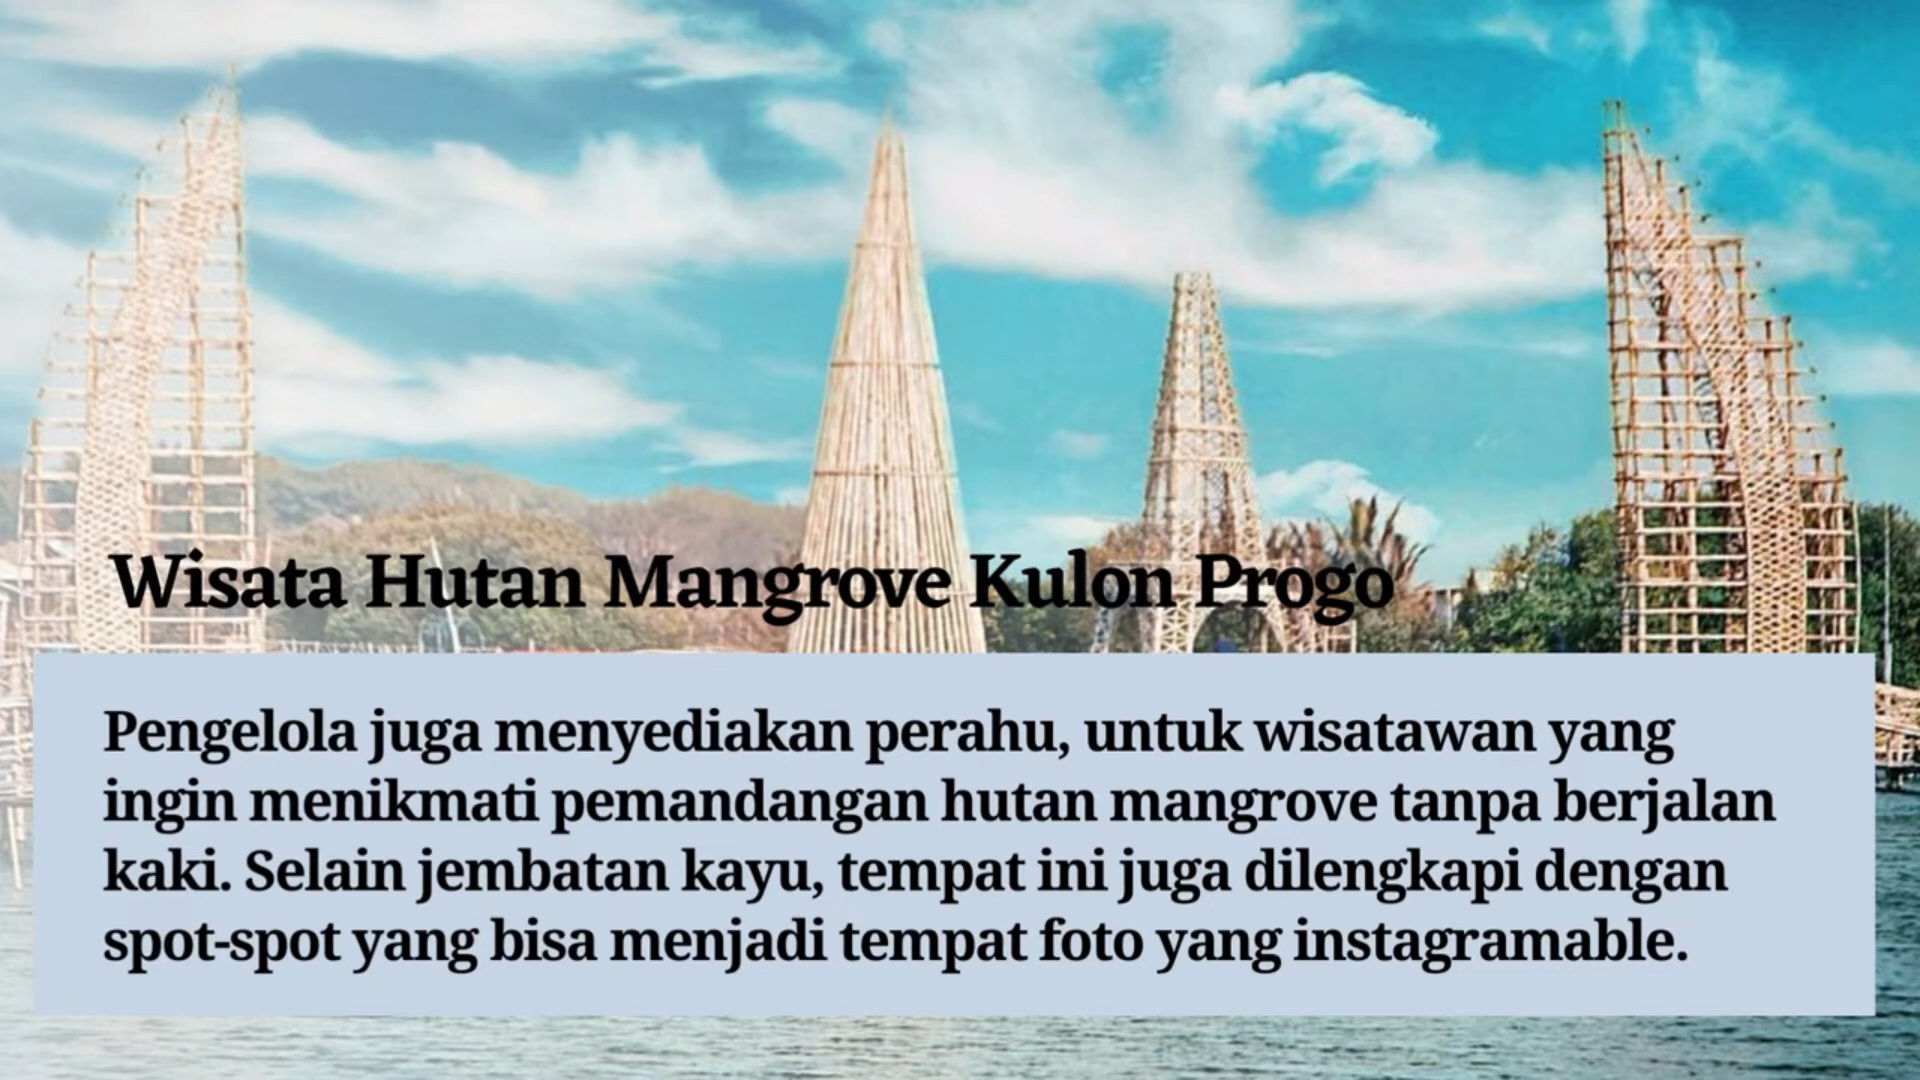 Wisata Hutan Mangrove Kulon Progo
Pengelola juga menyediakan perahu, untuk wisatawan yang
ingin menikmati pemandangan hutan mangrove tanpa berjalan
kaki. Selain jembatan kayu, tempat ini juga dilengkapi dengan
spot-spot yang bisa menjadi tempat foto yang instagramable.